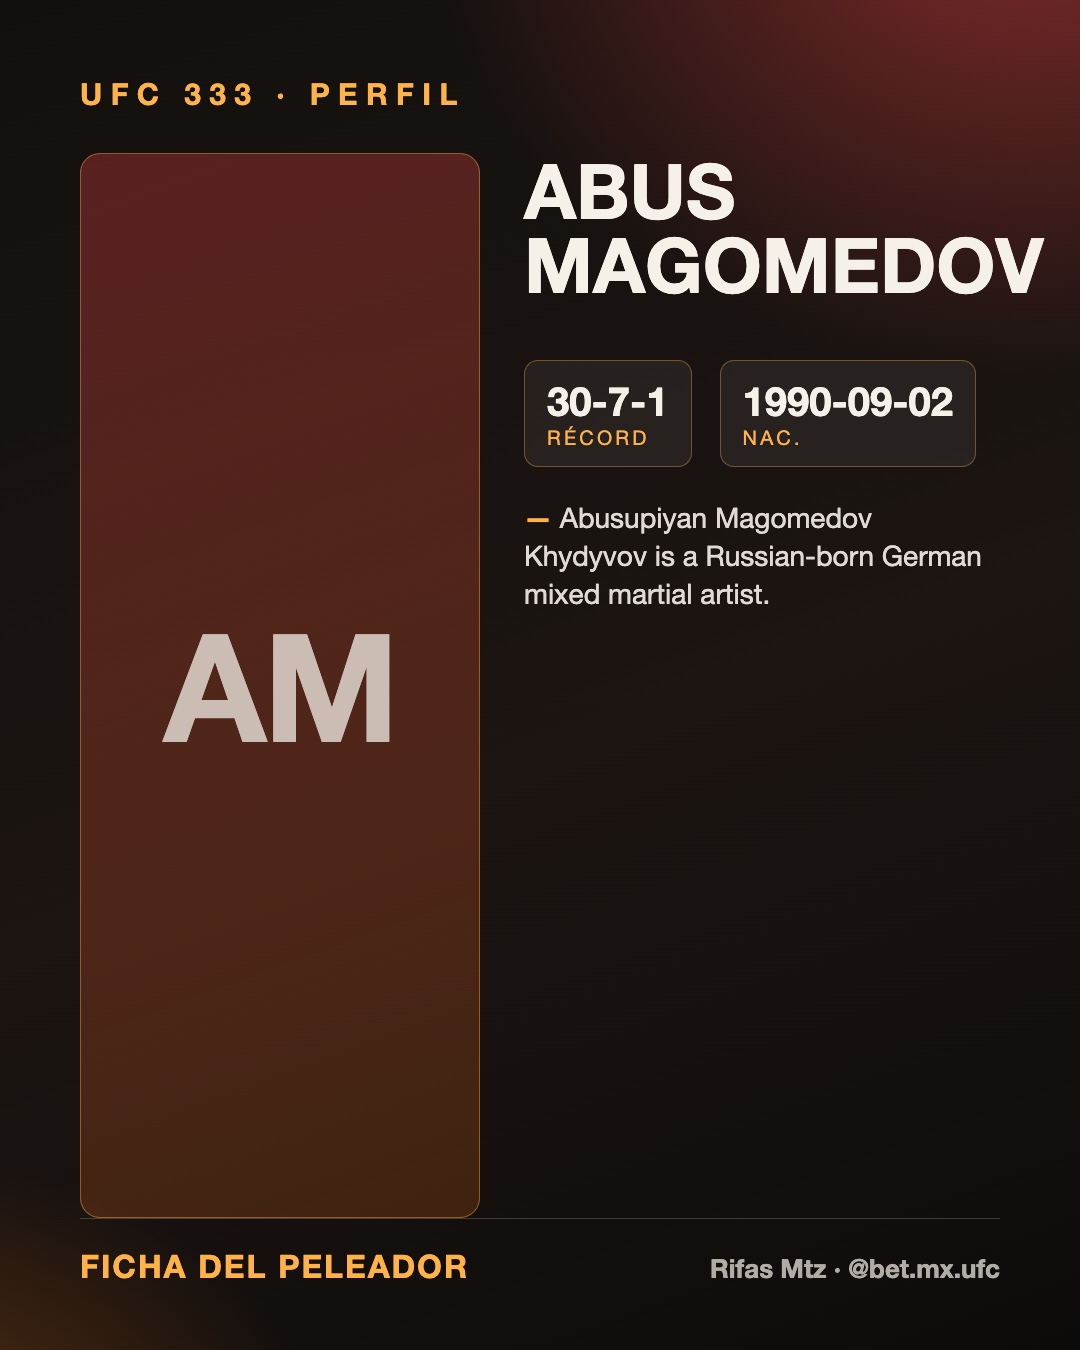 UFC 333 · PERFIL
ABUS
MAGOMEDOV
30-7-1
RÉCORD
1990-09-02
NAC.
— Abusupiyan Magomedov
Khydyvov is a Russian-born German
mixed martial artist.
AM
FICHA DEL PELEADOR
Rifas Mtz · @bet.mx.ufc